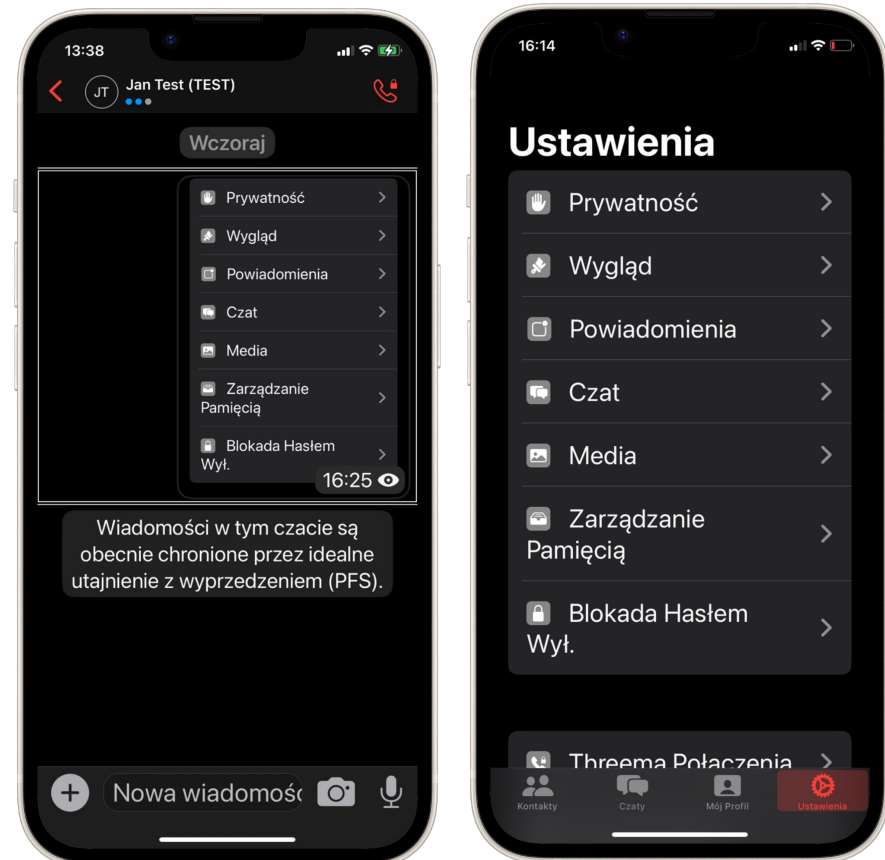 13:38
JT
Jan Test (TEST)
Wczoraj
Prywatność
Wygląd
Powiadomienia
Czat
Media
Zarządzanie
Pamięcią
Blokada Hasłem
Wył.
16:25
Wiadomości w tym czacie są
obecnie chronione przez idealne
utajnienie z wyprzedzeniem (PFS).
Nowa wiadomość
16:14
Ustawienia
Prywatność
Wygląd
Powiadomienia
Czat
Media
Zarządzanie
Pamięcią
Blokada Hasłem
Wył.
Threema Połączenia
Kontakty
Czaty
Mój Profil
Ustawienia